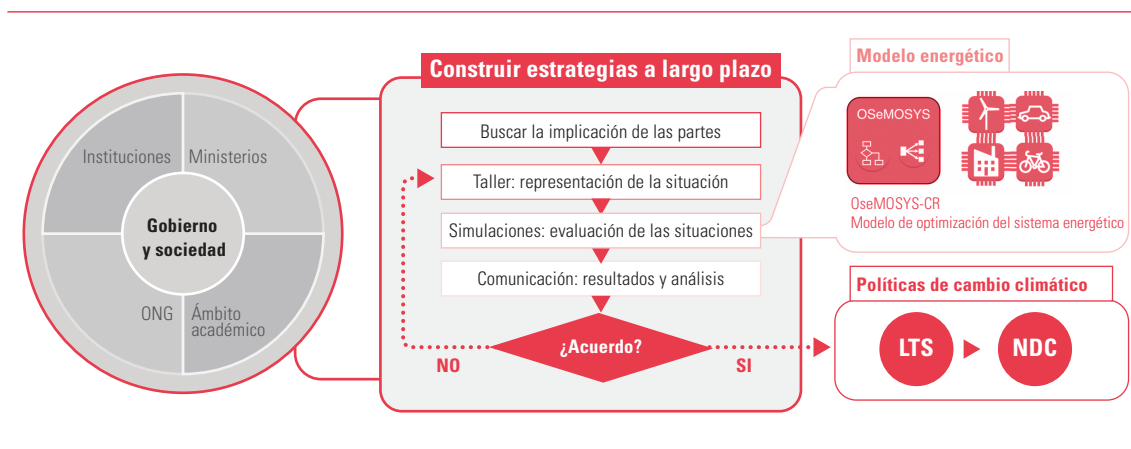 Instituciones
Ministerios
Gobierno
y sociedad
ONG
Ámbito
académico
Construir estrategias a largo plazo
Buscar la implicación de las partes
Taller: representación de la situación
Simulaciones: evaluación de las situaciones
Comunicación: resultados y análisis
¿Acuerdo?
NO
SI
Modelo energético
OSeMOSYS
OseMOSYS-CR
Modelo de optimización del sistema energético
Políticas de cambio climático
LTS
NDC